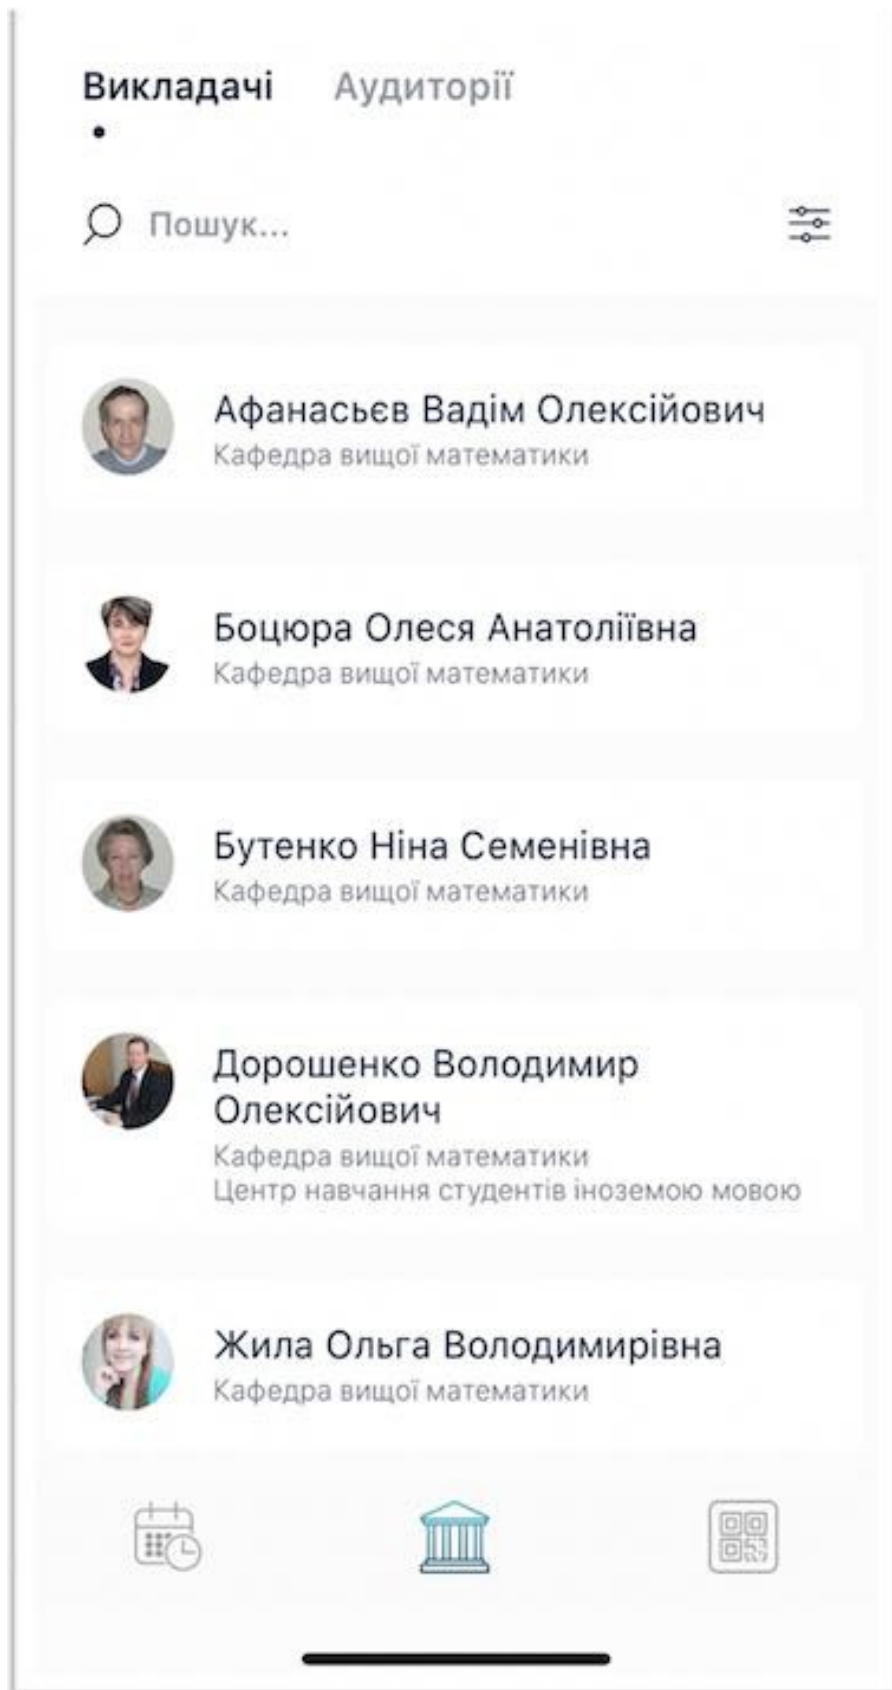 Викладачі Аудиторії
Пошук...
Афанасьєв Вадім Олексійович
Кафедра вищої математики
Боцюра Олеся Анатоліївна
Кафедра вищої математики
Бутенко Ніна Семенівна
Кафедра вищої математики
Дорошенко Володимир
Олексійович
Кафедра вищої математики
Центр навчання студентів іноземою мовою
Жила Ольга Володимирівна
Кафедра вищої математики